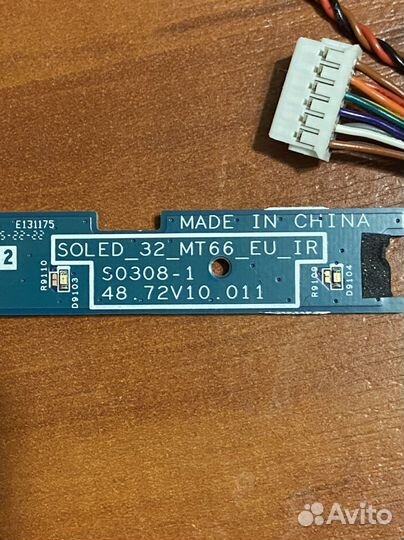 E131175
MADE IN CHINA
2
SOLED_32_MT66_EU_IR
S0308-1
48.72V10.011
R9110
D9103
R9109
D9104
Avito